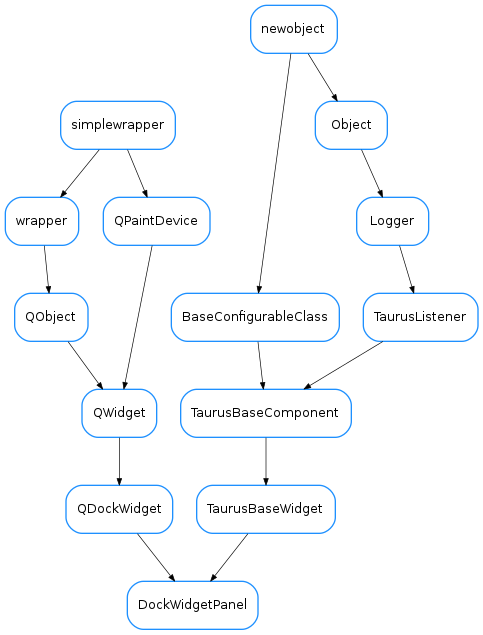 newobject
simplewrapper
Object
wrapper
QPaintDevice
Logger
QObject
BaseConfigurableClass
TaurusListener
QWidget
TaurusBaseComponent
QDockWidget
TaurusBaseWidget
DockWidgetPanel